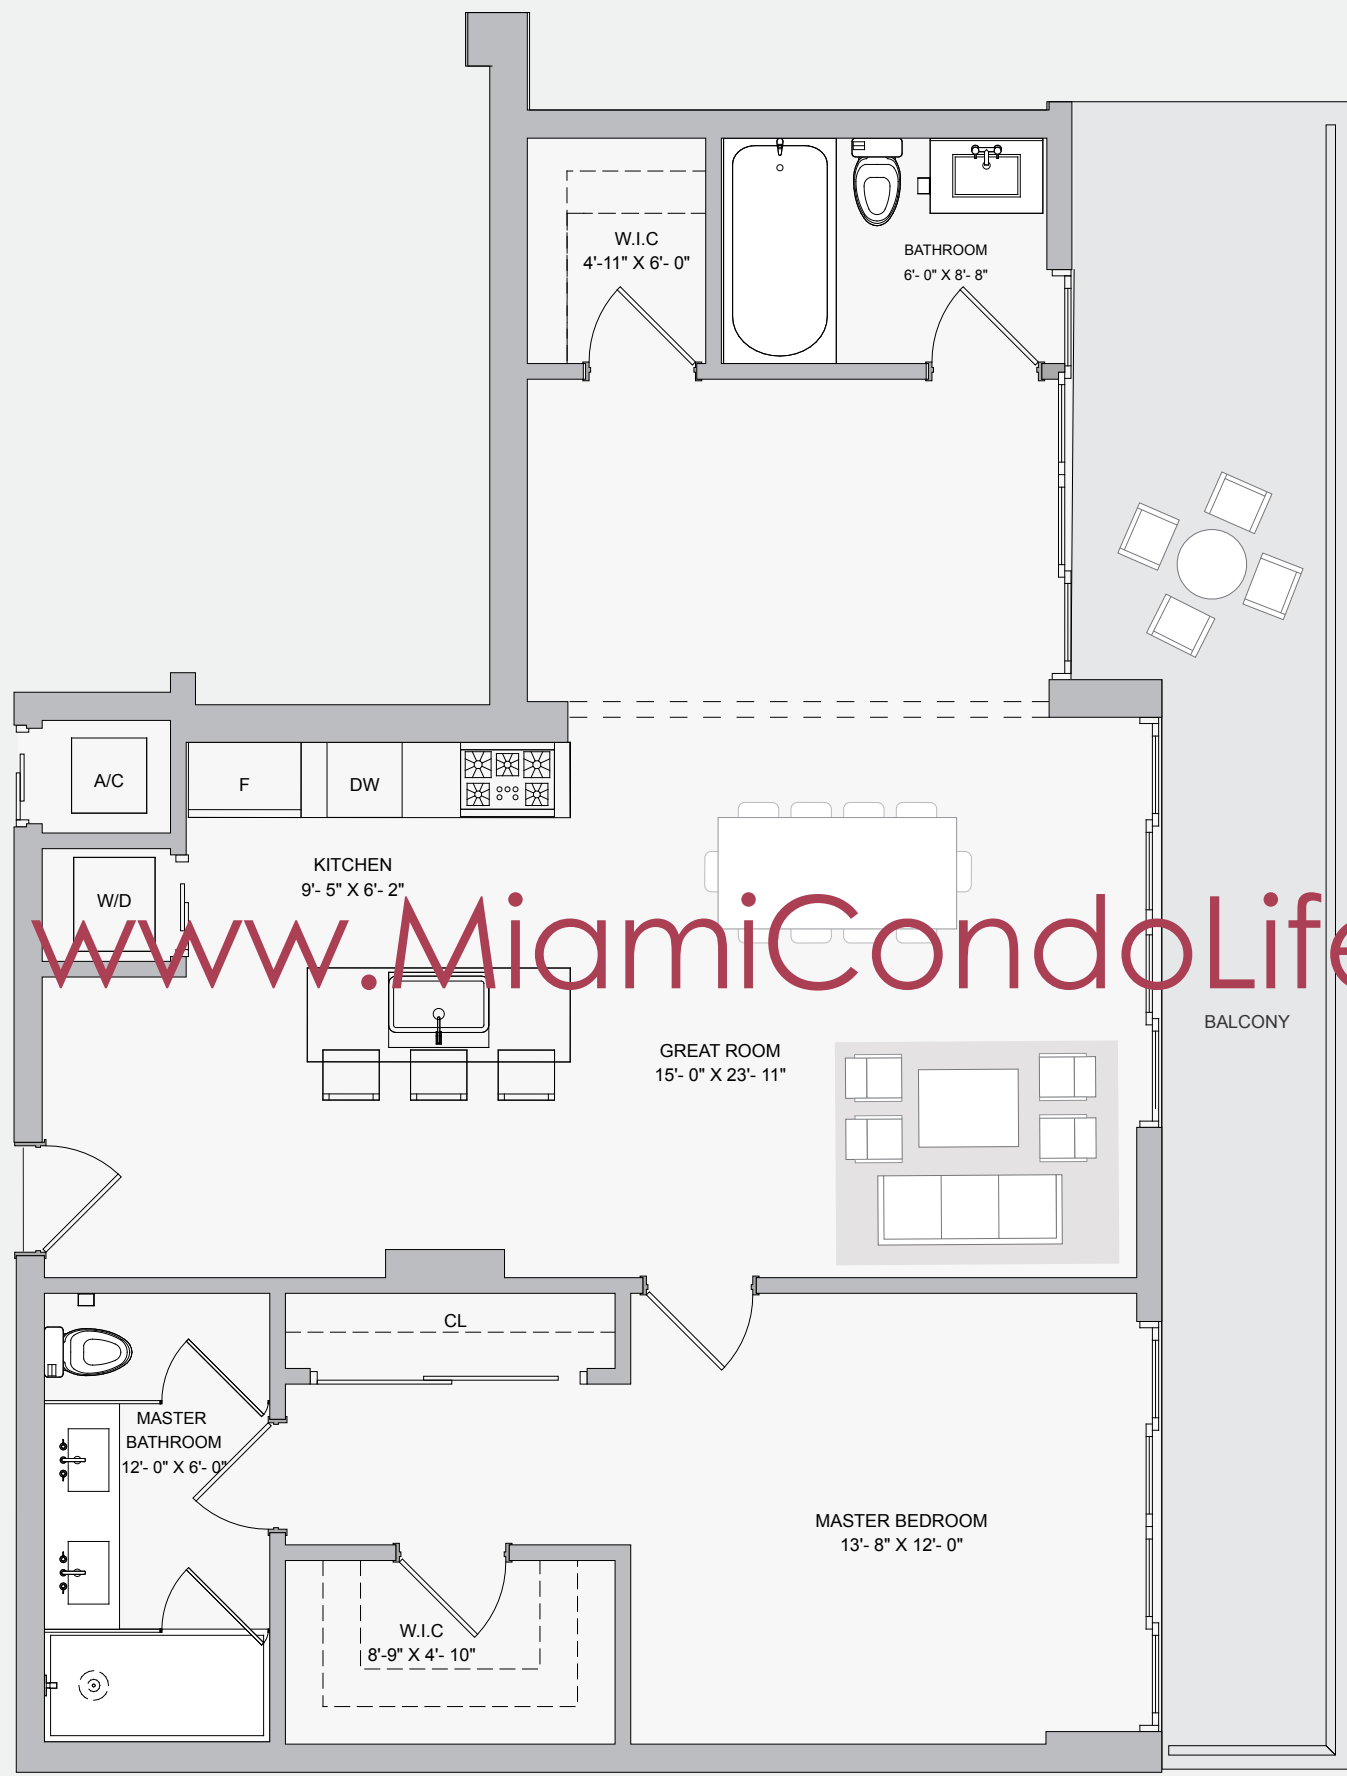 W.I.C
4'-11" X 6'- 0"
BATHROOM
6'- 0" X 8'- 8"
A/C
F
DW
KITCHEN
9'- 5" X 6'- 2"
W/D
www.MiamiCondoLife
BALCONY
GREAT ROOM
15'- 0" X 23'- 11"
CL
MASTER
BATHROOM
12'- 0" X 6'- 0"
MASTER BEDROOM
13'- 8" X 12'- 0"
W.I.C
8'-9" X 4'- 10"